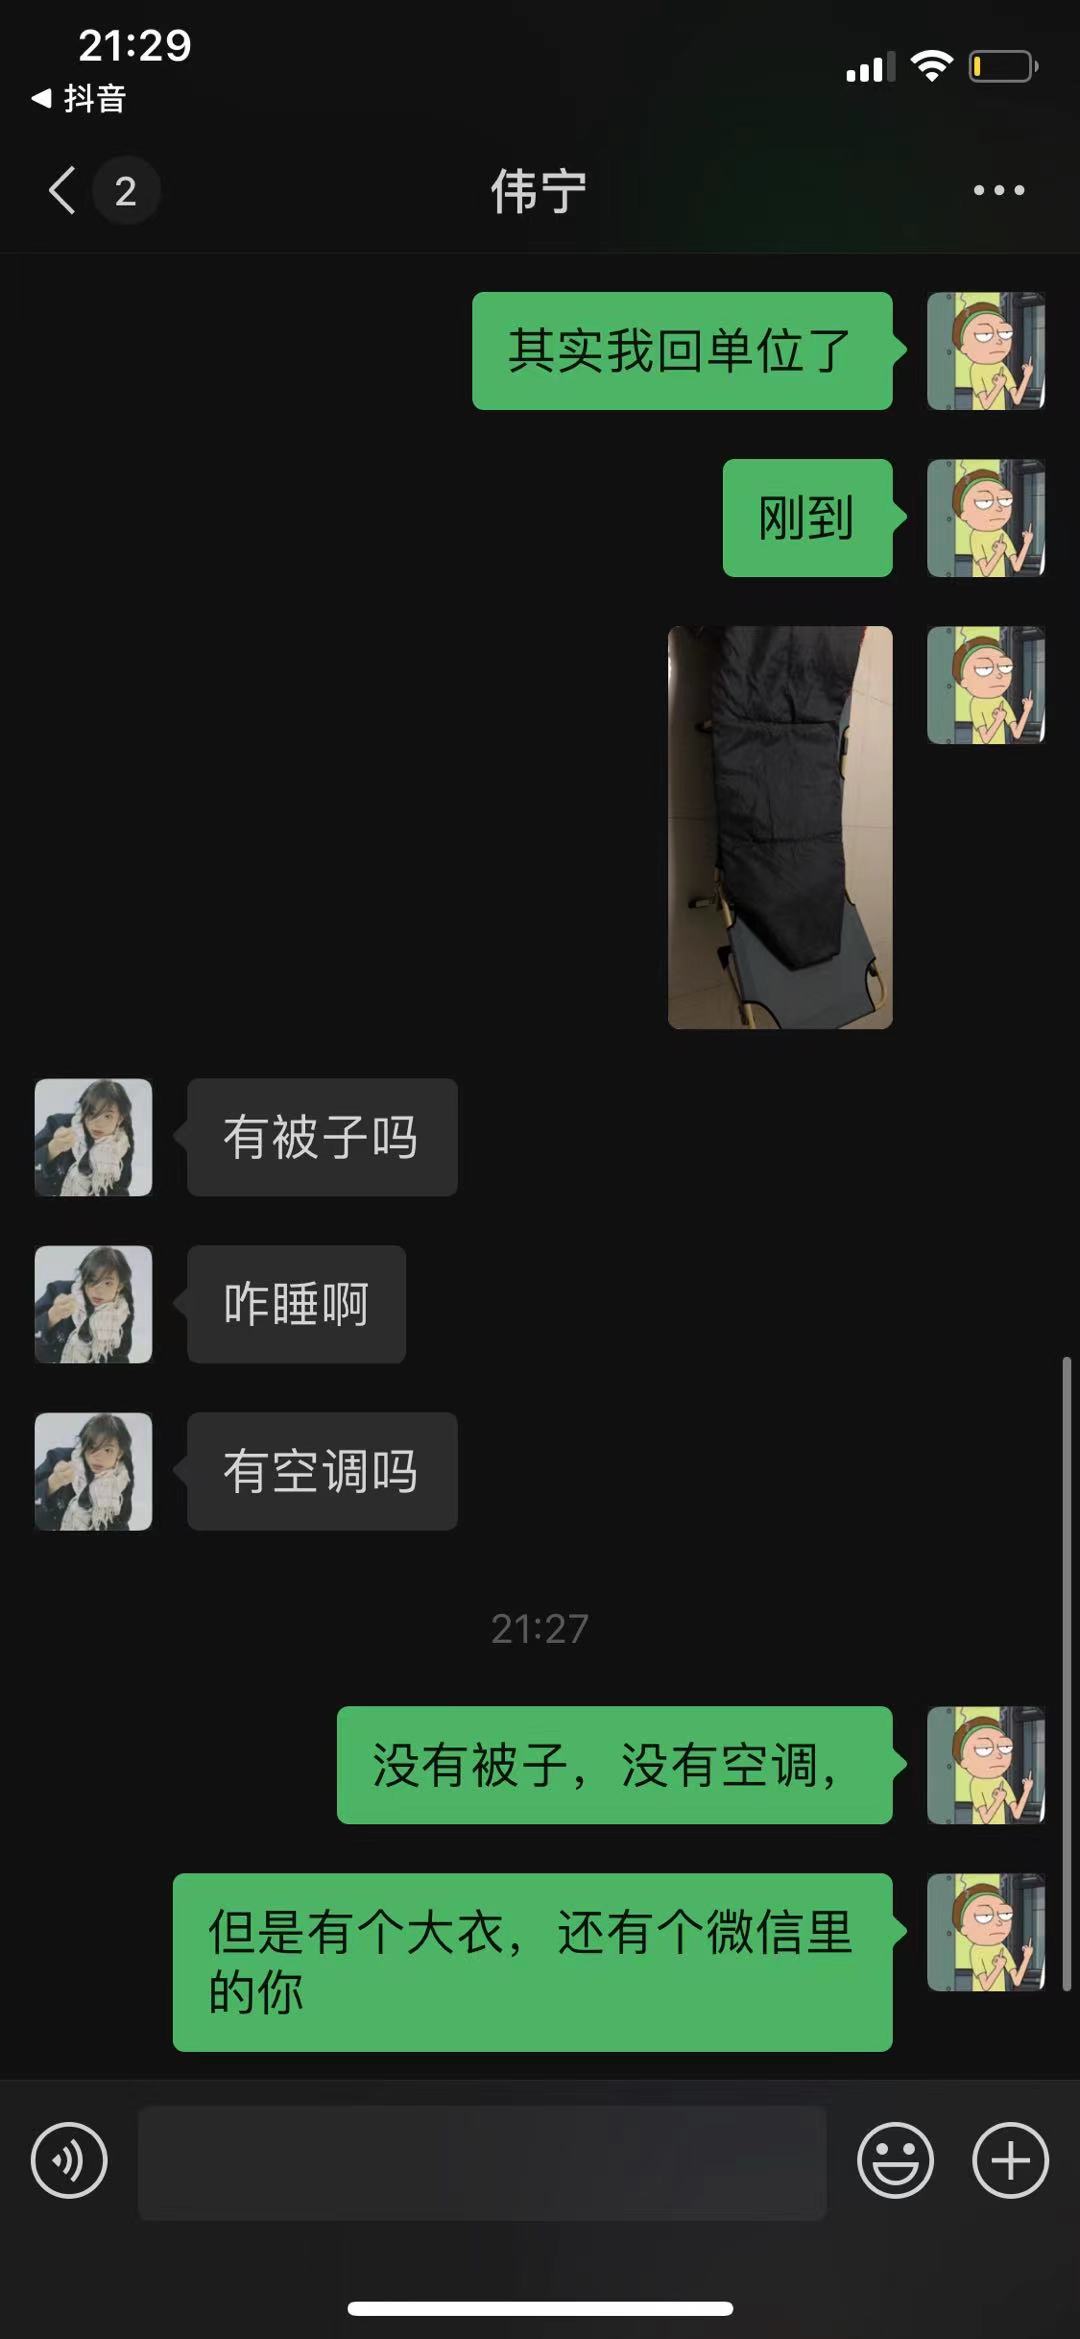 21:29
抖音
2
伟宁
其实我回单位了
刚到
有被子吗
咋睡啊
有空调吗
21:27
没有被子，没有空调，
但是有个大衣，还有个微信里
的你